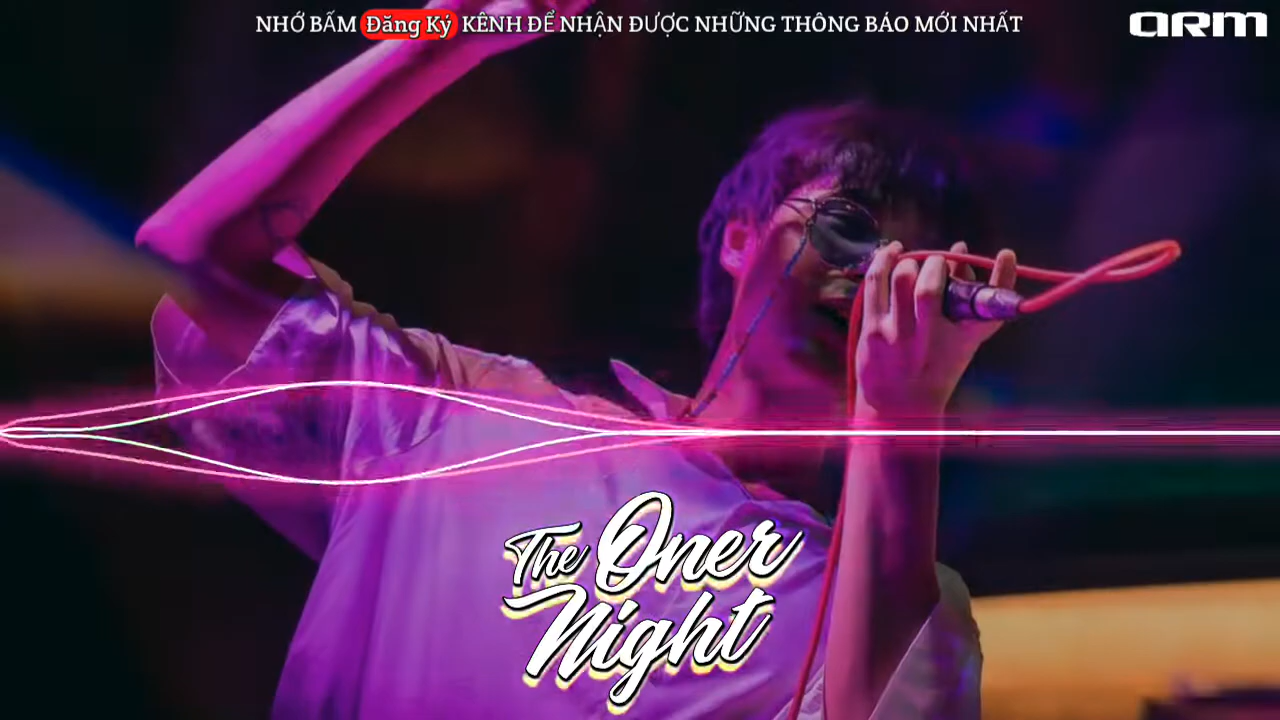 NHỚ BẤM Đăng Ký KÊNH ĐỂ NHẬN ĐƯỢC NHỮNG THÔNG BÁO MỚI NHẤT
ARM
The Oner
Night